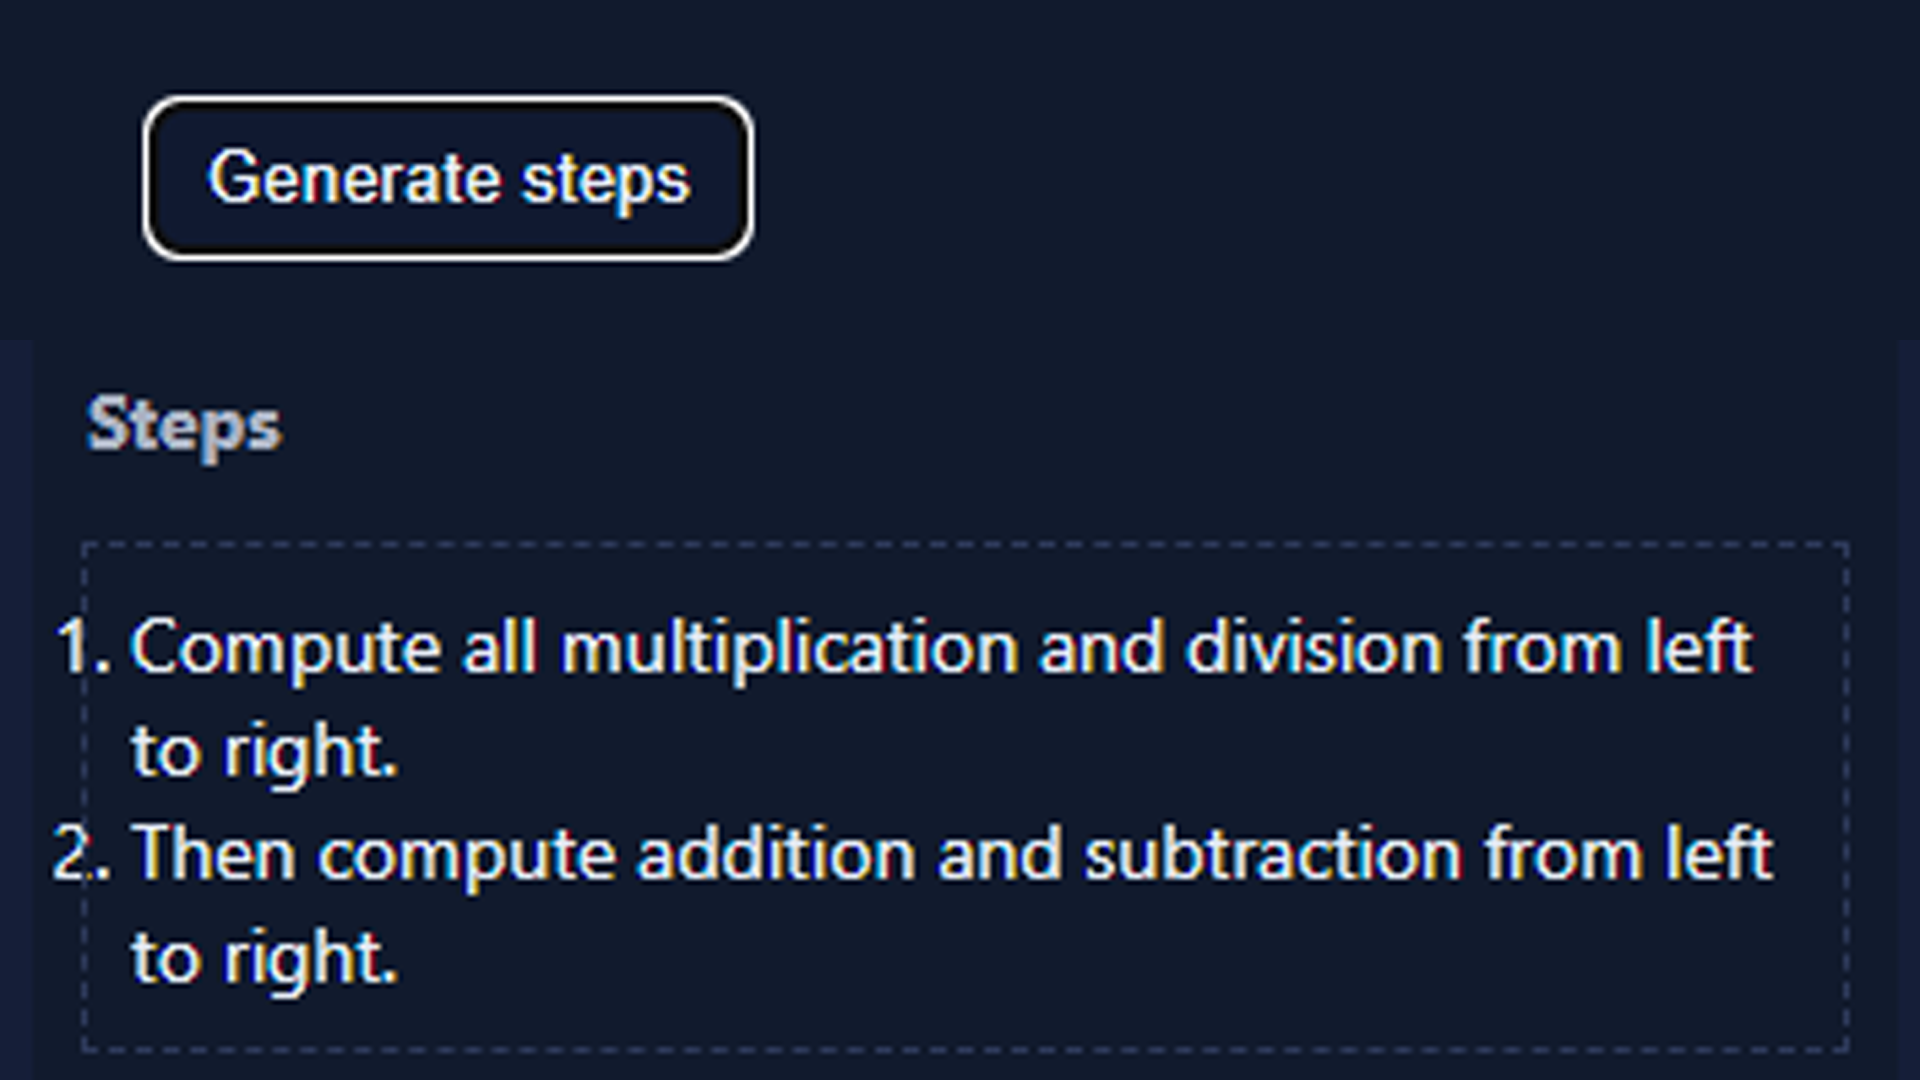 Generate steps
Steps
1. Compute all multiplication and division from left
to right.
2. Then compute addition and subtraction from left
to right.